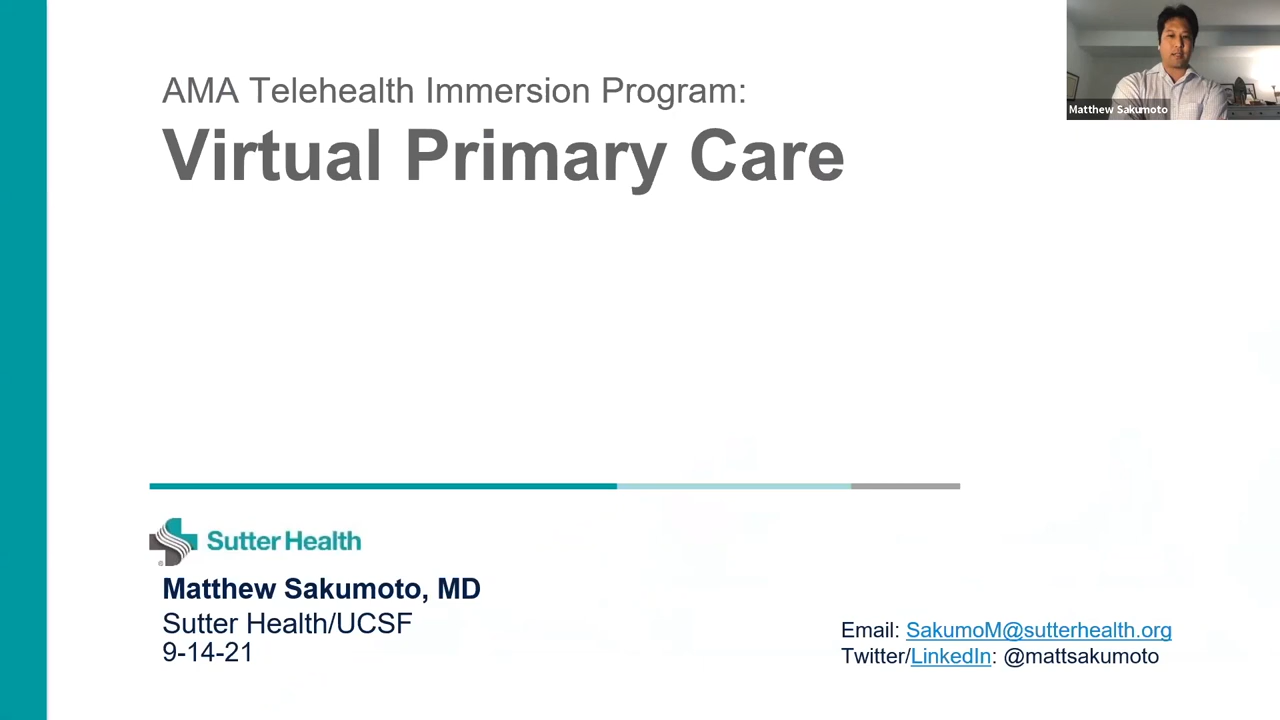 AMA Telehealth Immersion Program:
Virtual Primary Care
Matthew Sakumoto
Sutter Health
®
Matthew Sakumoto, MD
Sutter Health/UCSF
9-14-21
Email: SakumoM@sutterhealth.org
Twitter/LinkedIn: @mattsakumoto